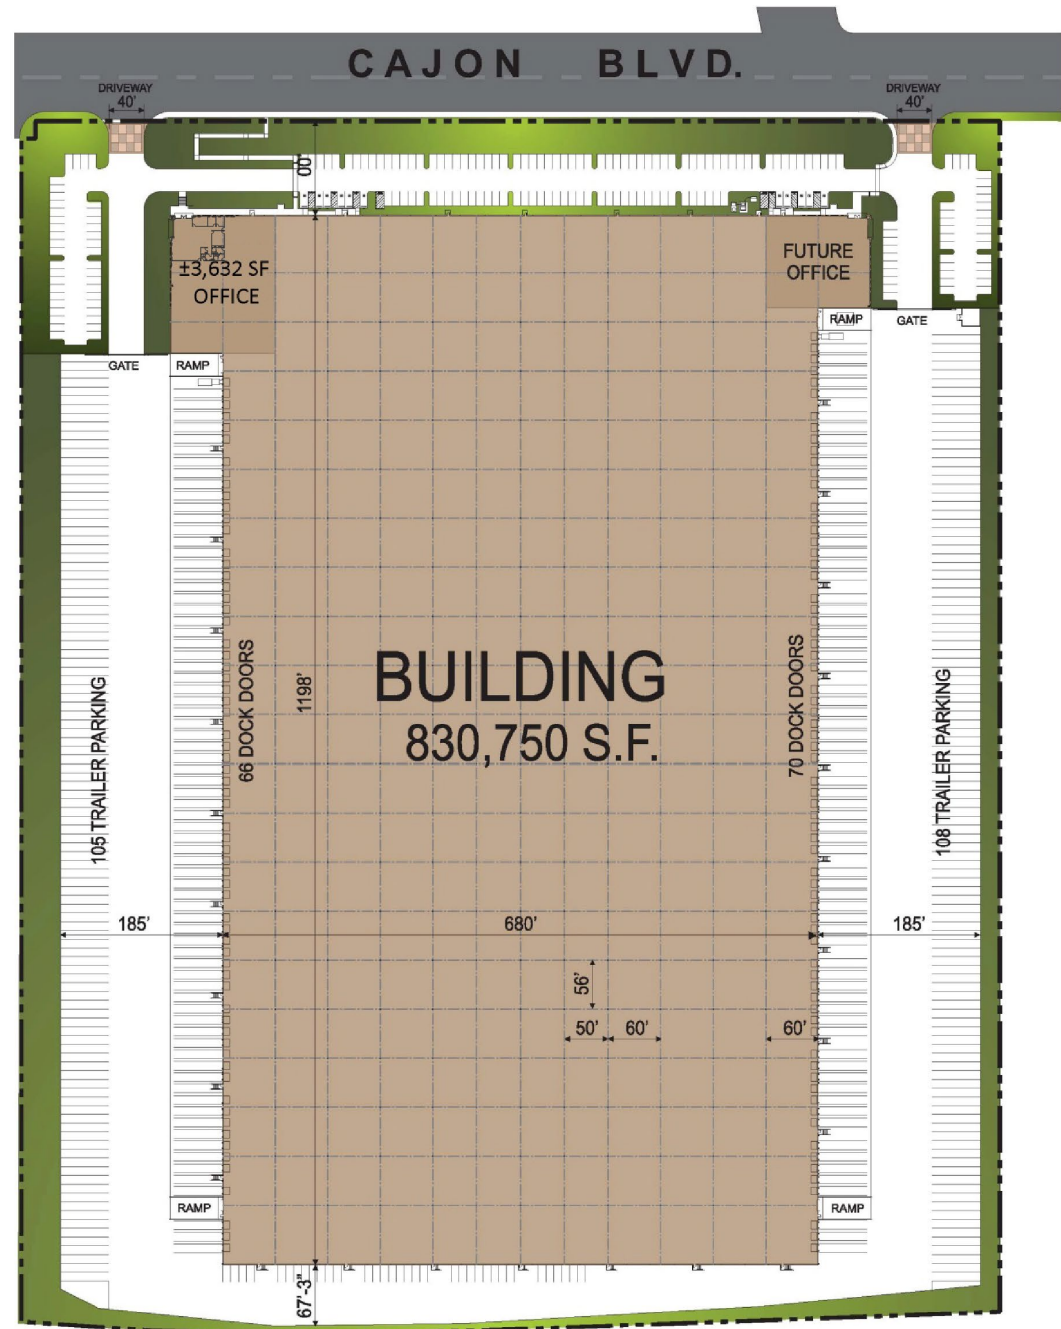 CAJON BLVD.
DRIVEWAY
40'
DRIVEWAY
40'
00'
±3,632 SF
OFFICE
FUTURE
OFFICE
GATE
RAMP
RAMP
GATE
105 TRAILER PARKING
66 DOCK DOORS
1198'
BUILDING
830,750 S.F.
70 DOCK DOORS
108 TRAILER PARKING
185'
680'
185'
56'
50'
60'
60'
RAMP
RAMP
67'-3"